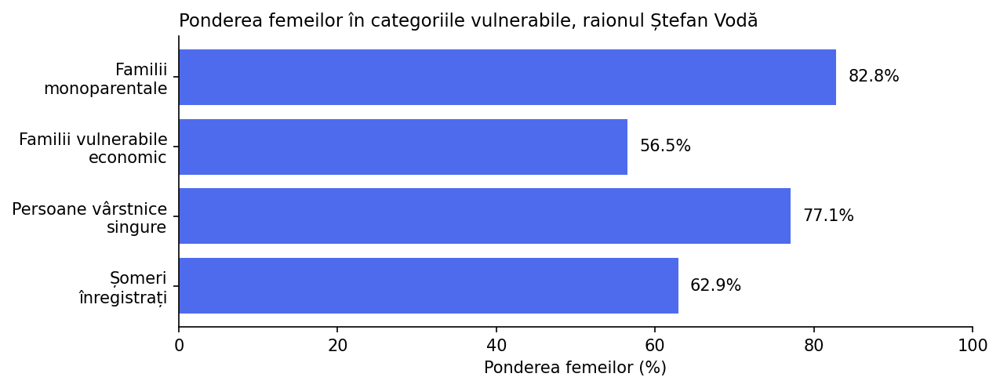 Ponderea femeilor în categoriile vulnerabile, raionul Ștefan Vodă
Familii
monoparentale
82.8%
Familii vulnerabile
economic
56.5%
Persoane vârstnice
singure
77.1%
Șomeri
înregistrați
62.9%
0 20 40 60 80 100
Ponderea femeilor (%)